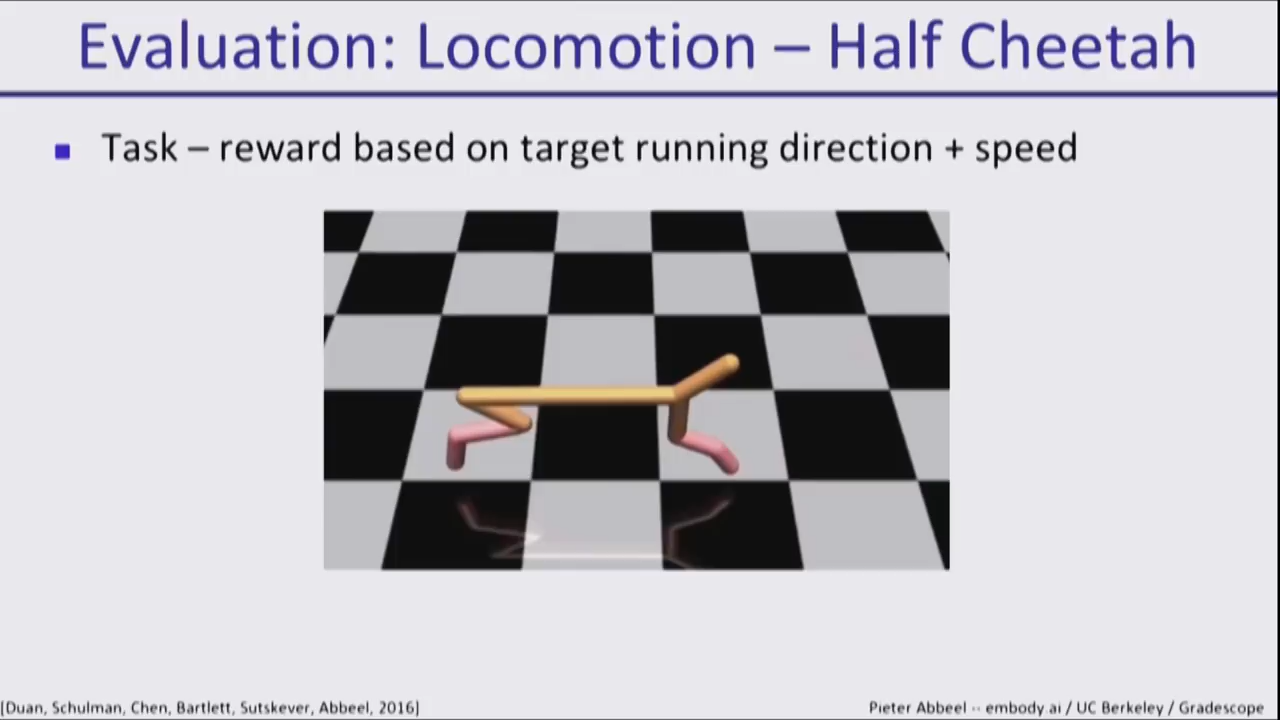 Evaluation: Locomotion – Half Cheetah
Task – reward based on target running direction + speed
[Duan, Schulman, Chen, Bartlett, Sutskever, Abbeel, 2016]
Pieter Abbeel -- embody.ai / UC Berkeley / Gradescope